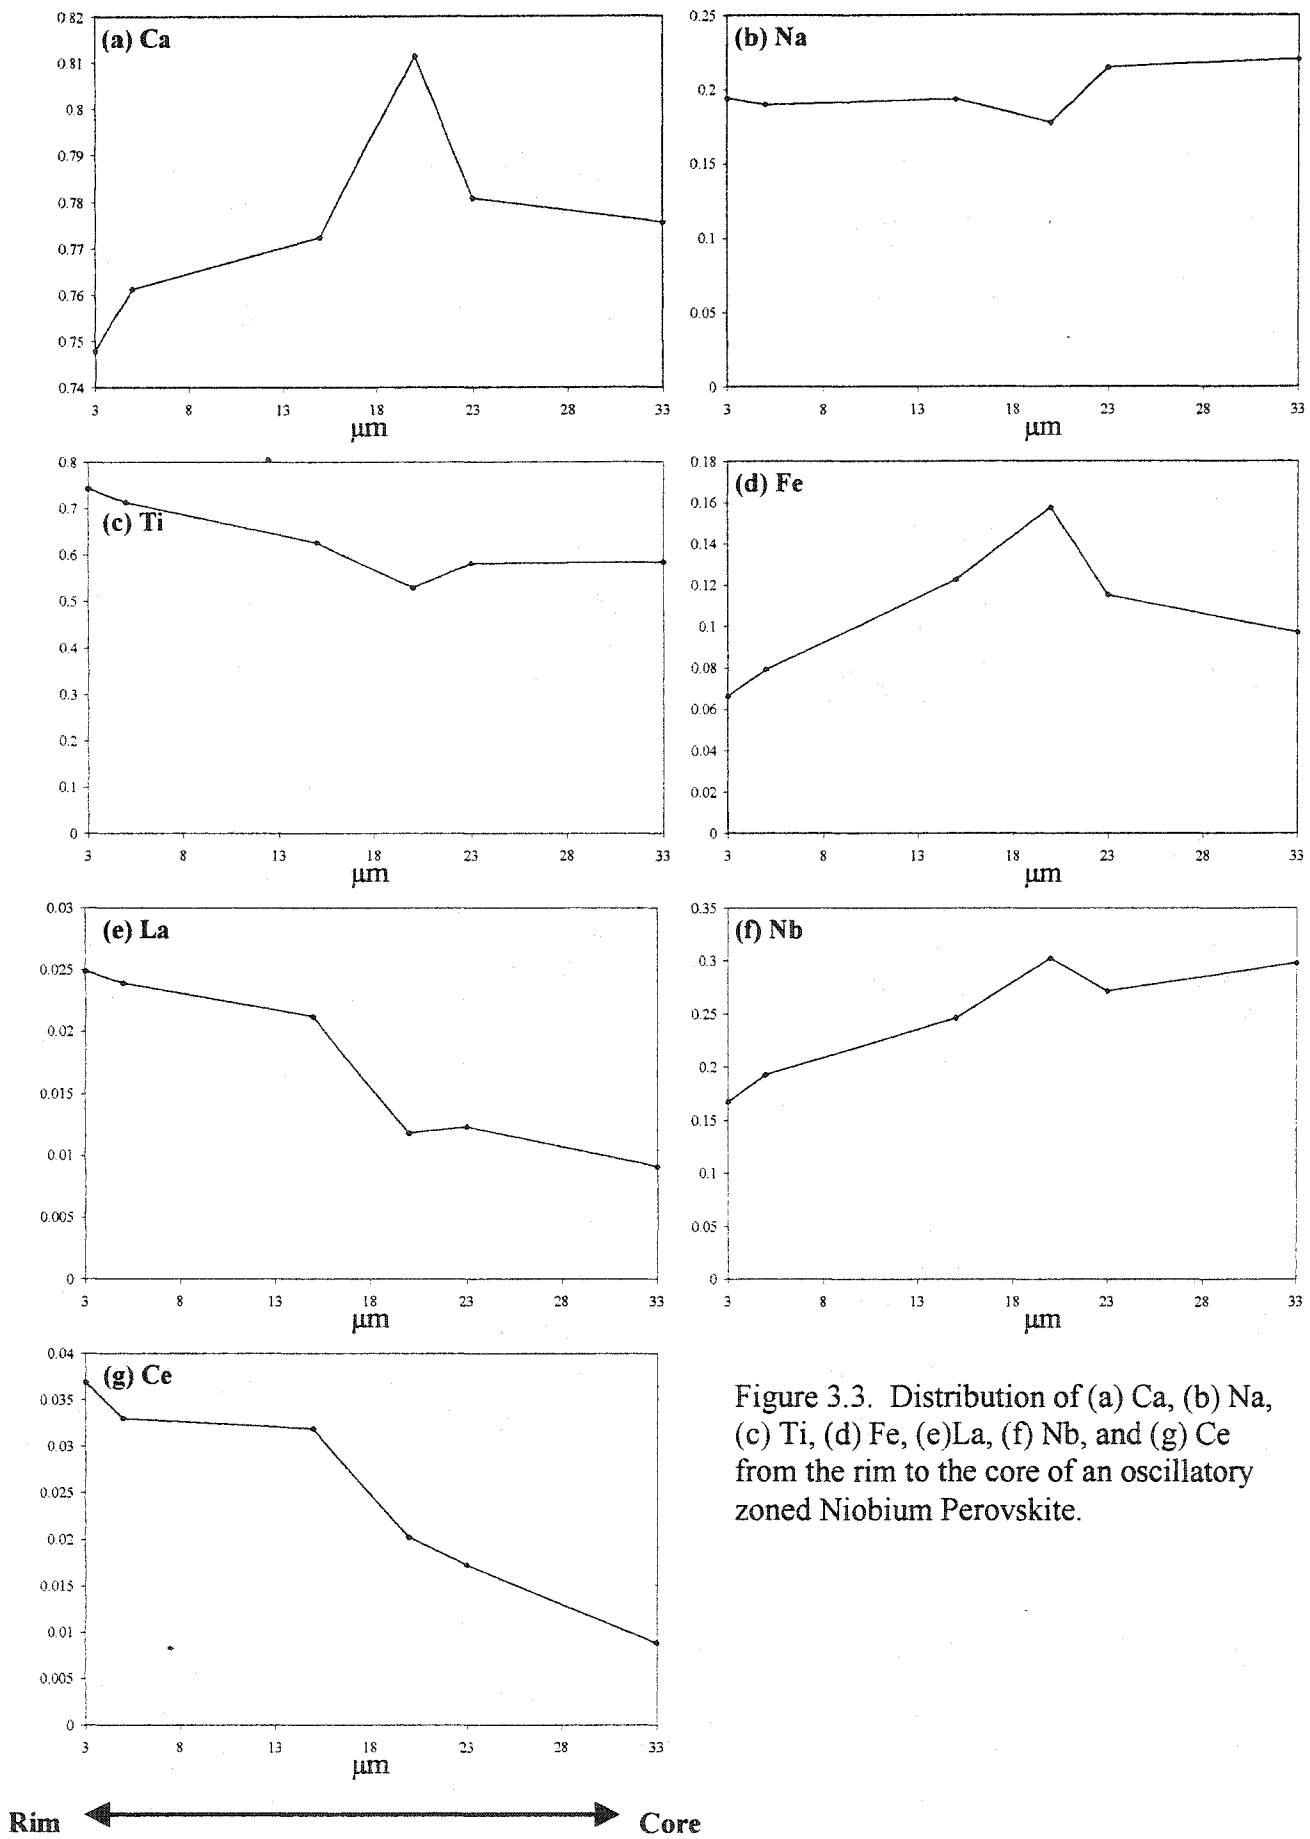 (a) Ca
0.82
0.81
0.8
0.79
0.78
0.77
0.76
0.75
0.74
3 8 13 18 23 28 33
μm
(b) Na
0.25
0.2
0.15
0.1
0.05
0
3 8 13 18 23 28 33
μm
(c) Ti
0.8
0.7
0.6
0.5
0.4
0.3
0.2
0.1
0
3 8 13 18 23 28 33
μm
(d) Fe
0.18
0.16
0.14
0.12
0.1
0.08
0.06
0.04
0.02
0
3 8 13 18 23 28 33
μm
(e) La
0.03
0.025
0.02
0.015
0.01
0.005
0
3 8 13 18 23 28 33
μm
(f) Nb
0.35
0.3
0.25
0.2
0.15
0.1
0.05
0
3 8 13 18 23 28 33
μm
(g) Ce
0.04
0.035
0.03
0.025
0.02
0.015
0.01
0.005
0
3 8 13 18 23 28 33
μm
Figure 3.3. Distribution of (a) Ca, (b) Na,
(c) Ti, (d) Fe, (e)La, (f) Nb, and (g) Ce
from the rim to the core of an oscillatory
zoned Niobium Perovskite.
Rim Core